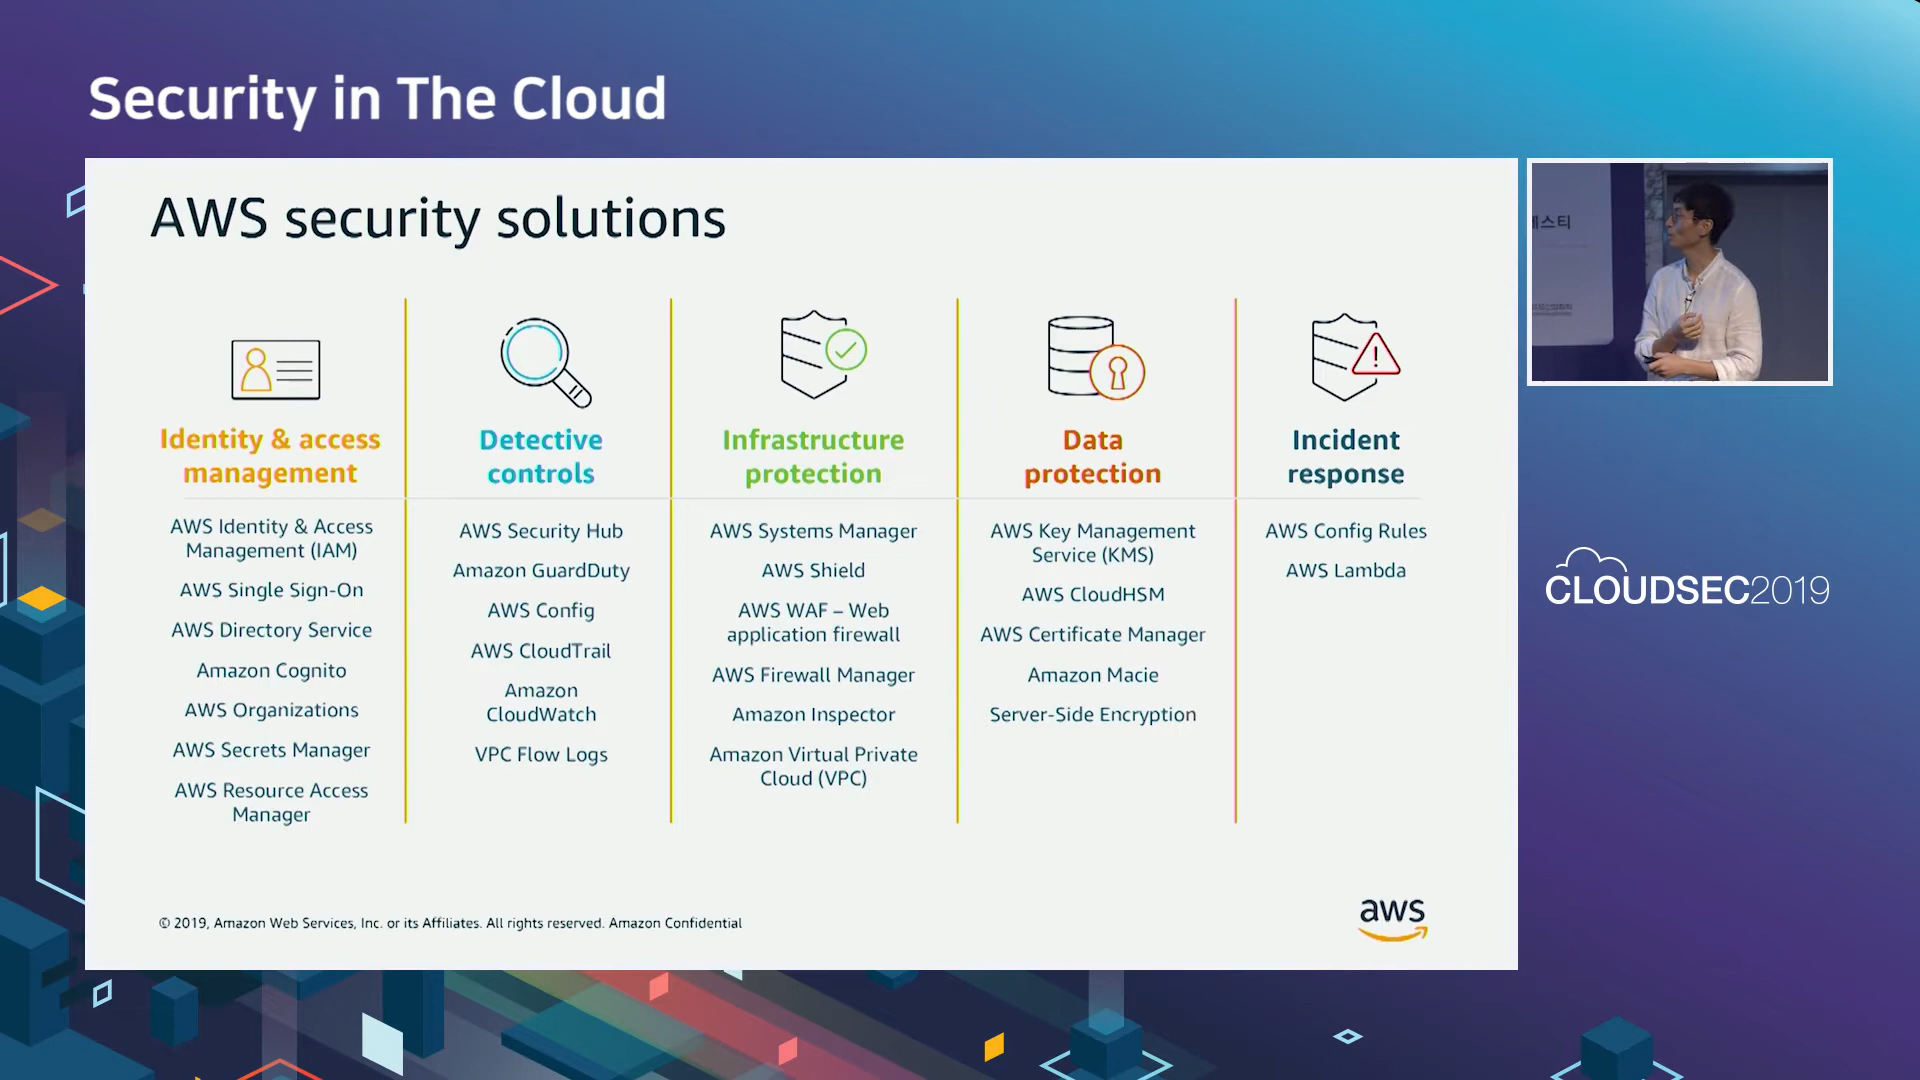 Security in The Cloud
AWS security solutions
Identity & access
management
AWS Identity & Access
Management (IAM)
AWS Single Sign-On
AWS Directory Service
Amazon Cognito
AWS Organizations
AWS Secrets Manager
AWS Resource Access
Manager
Detective
controls
AWS Security Hub
Amazon GuardDuty
AWS Config
AWS CloudTrail
Amazon
CloudWatch
VPC Flow Logs
Infrastructure
protection
AWS Systems Manager
AWS Shield
AWS WAF – Web
application firewall
AWS Firewall Manager
Amazon Inspector
Amazon Virtual Private
Cloud (VPC)
Data
protection
AWS Key Management
Service (KMS)
AWS CloudHSM
AWS Certificate Manager
Amazon Macie
Server-Side Encryption
Incident
response
AWS Config Rules
AWS Lambda
© 2019, Amazon Web Services, Inc. or its Affiliates. All rights reserved. Amazon Confidential
aws
에스티
CLOUDSEC2019